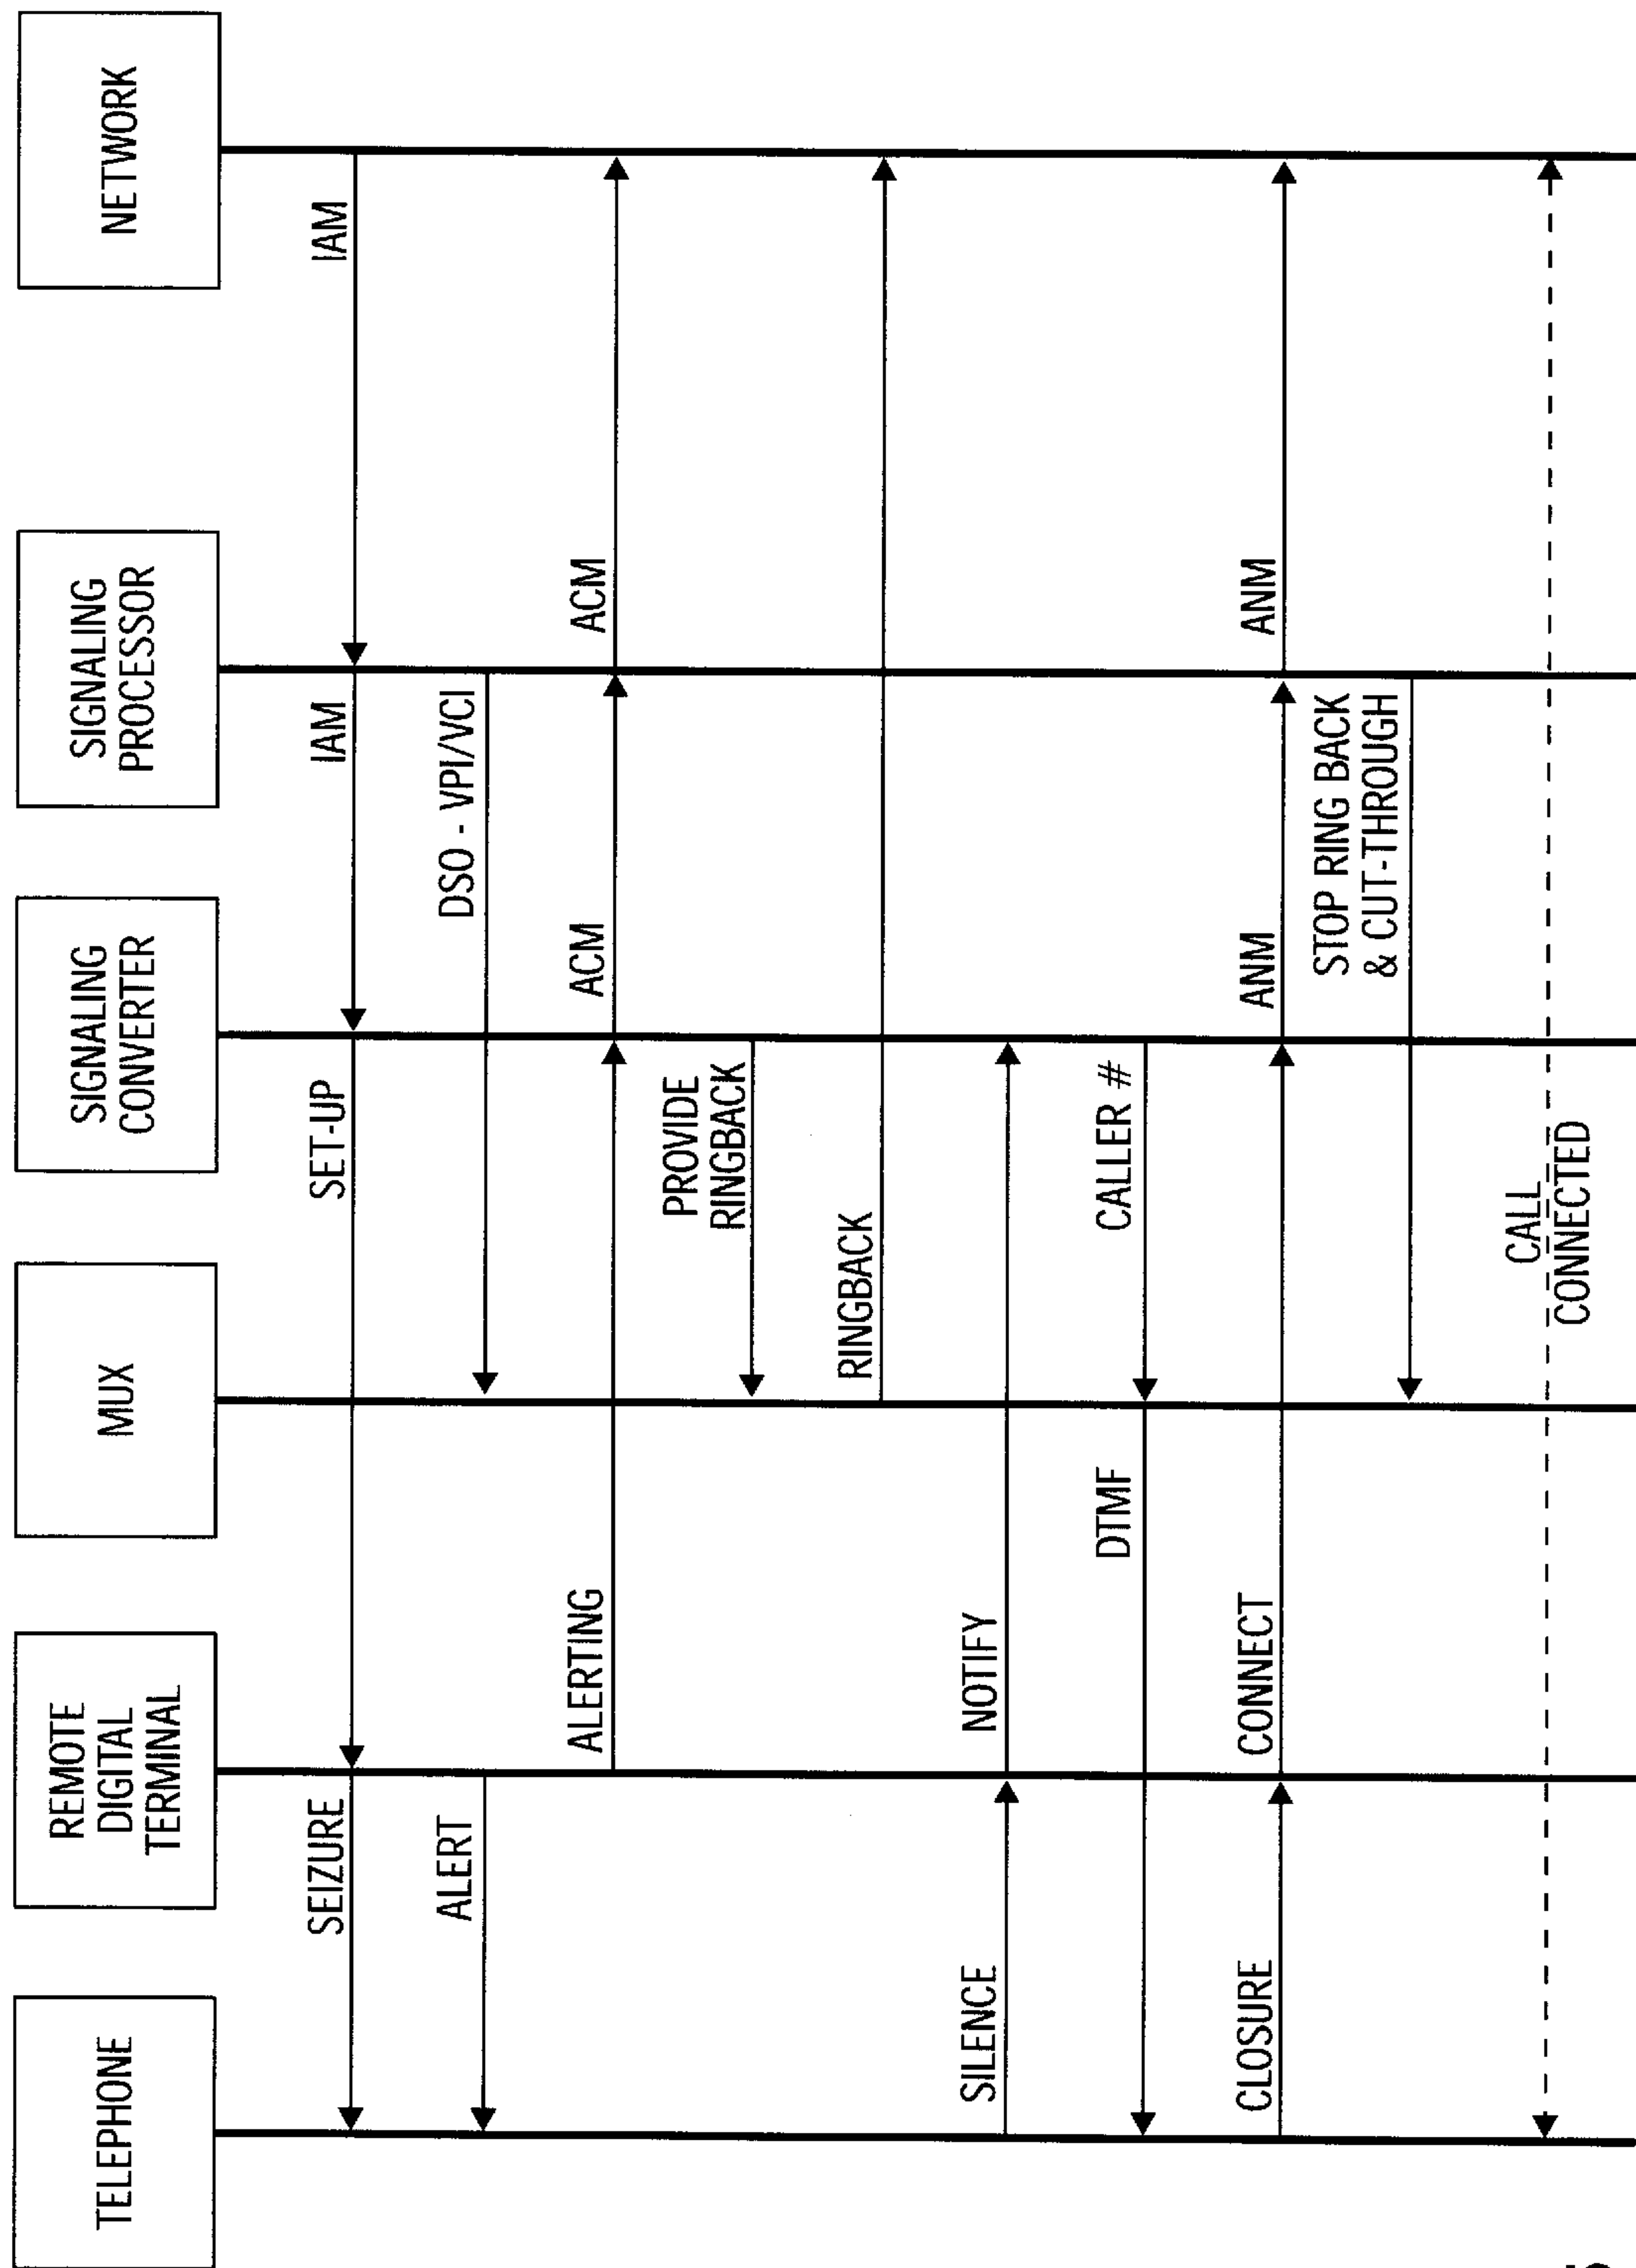 TELEPHONE
REMOTE
DIGITAL
TERMINAL
MUX
SIGNALING
CONVERTER
SIGNALING
PROCESSOR
NETWORK
SEIZURE
SET-UP
IAM
IAM
ALERT
DSO - VPI/VCI
ALERTING
ACM
ACM
PROVIDE
RINGBACK
RINGBACK
SILENCE
NOTIFY
DTMF
CALLER #
CLOSURE
CONNECT
ANM
ANM
STOP RING BACK
& CUT-THROUGH
CALL
CONNECTED